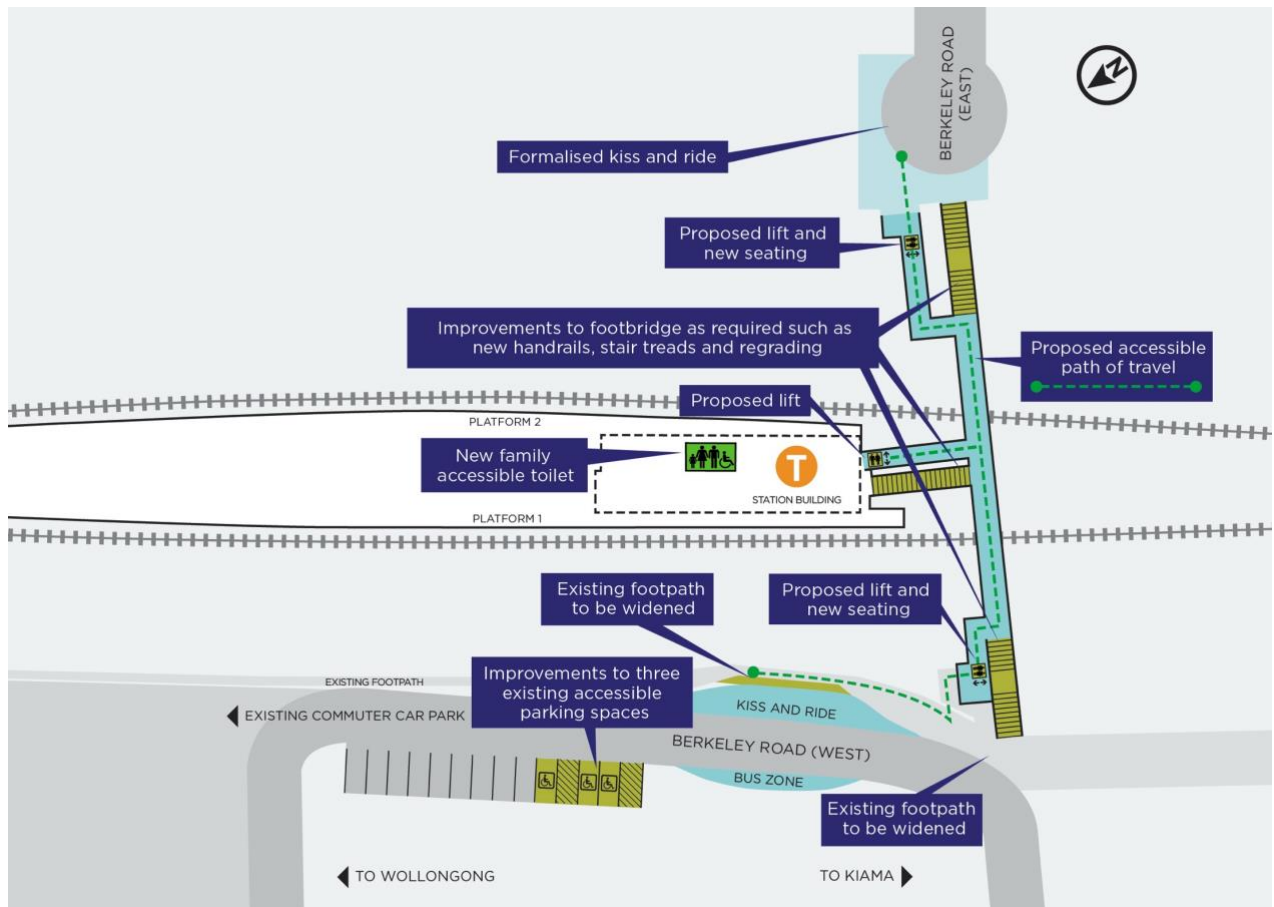 BERKELEY ROAD
(EAST)
N
Formalised kiss and ride
Proposed lift and
new seating
Improvements to footbridge as required such as
new handrails, stair treads and regrading
Proposed accessible
path of travel
Proposed lift
PLATFORM 2
New family
accessible toilet
T
STATION BUILDING
PLATFORM 1
Existing footpath
to be widened
Proposed lift and
new seating
Improvements to three
existing accessible
parking spaces
EXISTING FOOTPATH
EXISTING COMMUTER CAR PARK
KISS AND RIDE
BERKELEY ROAD (WEST)
BUS ZONE
Existing footpath
to be widened
TO WOLLONGONG
TO KIAMA